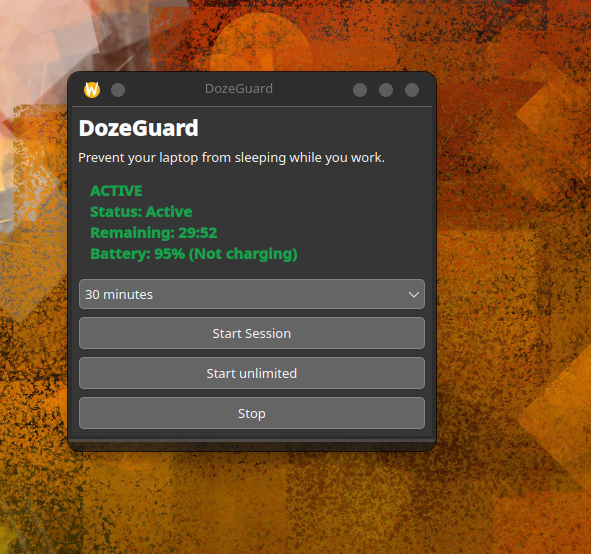 DozeGuard
DozeGuard
Prevent your laptop from sleeping while you work.
ACTIVE
Status: Active
Remaining: 29:52
Battery: 95% (Not charging)
30 minutes
Start Session
Start unlimited
Stop